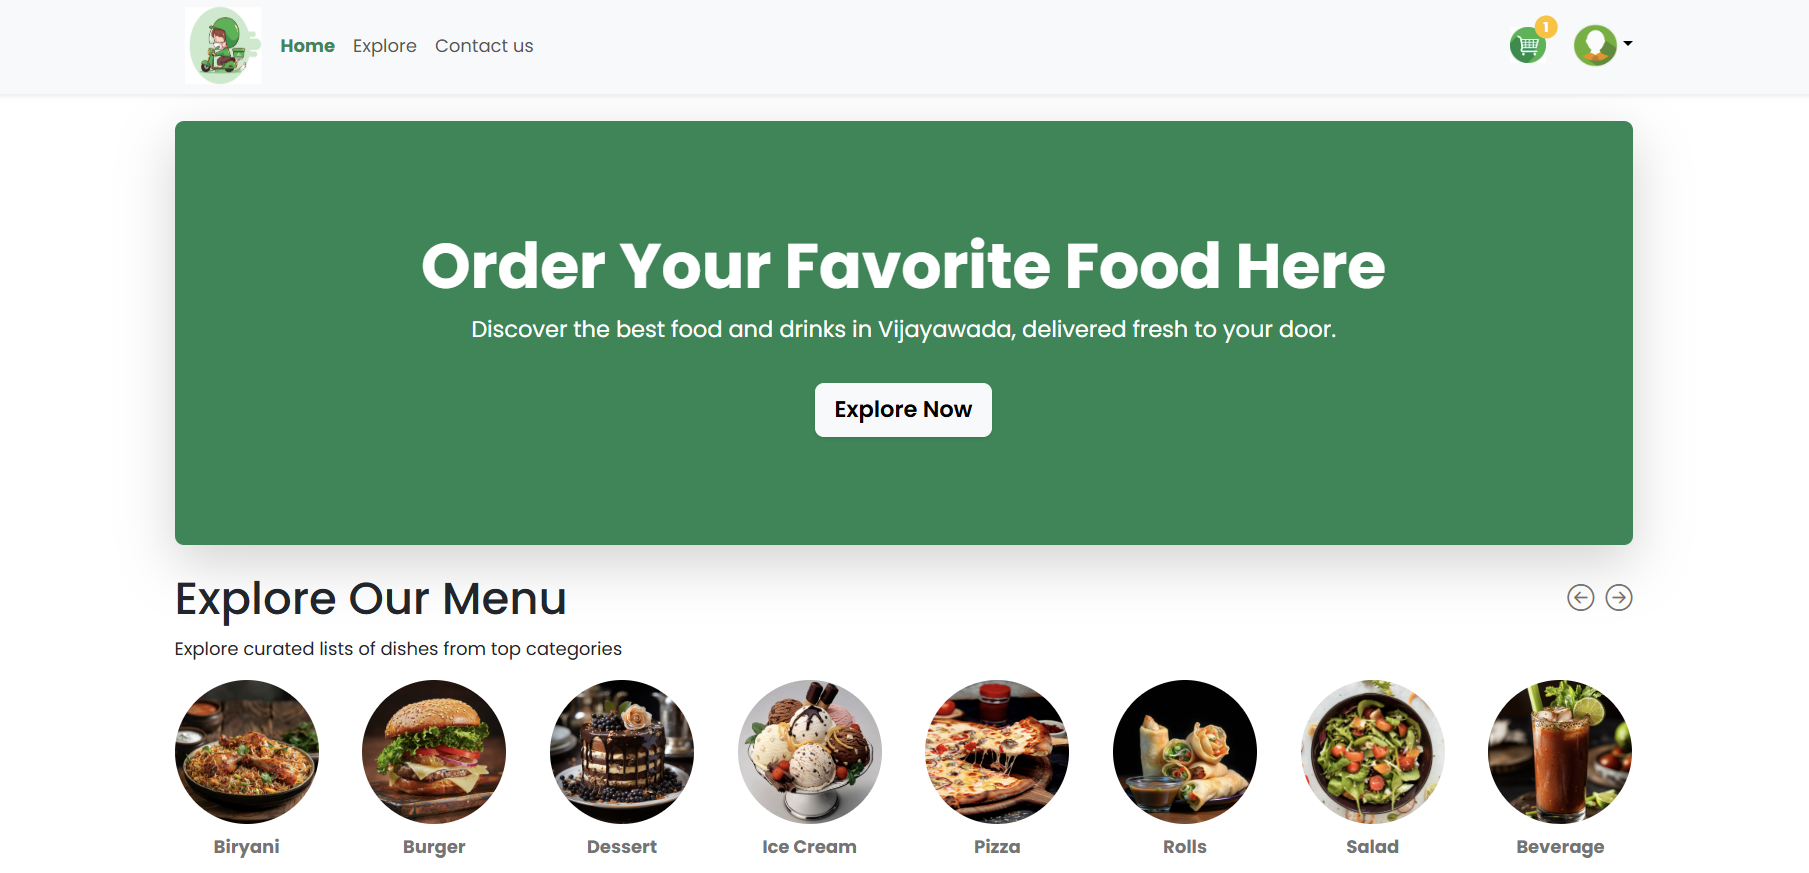 Home Explore Contact us 1
Order Your Favorite Food Here
Discover the best food and drinks in Vijayawada, delivered fresh to your door.
Explore Now
Explore Our Menu
Explore curated lists of dishes from top categories
Biryani Burger Dessert Ice Cream Pizza Rolls Salad Beverage